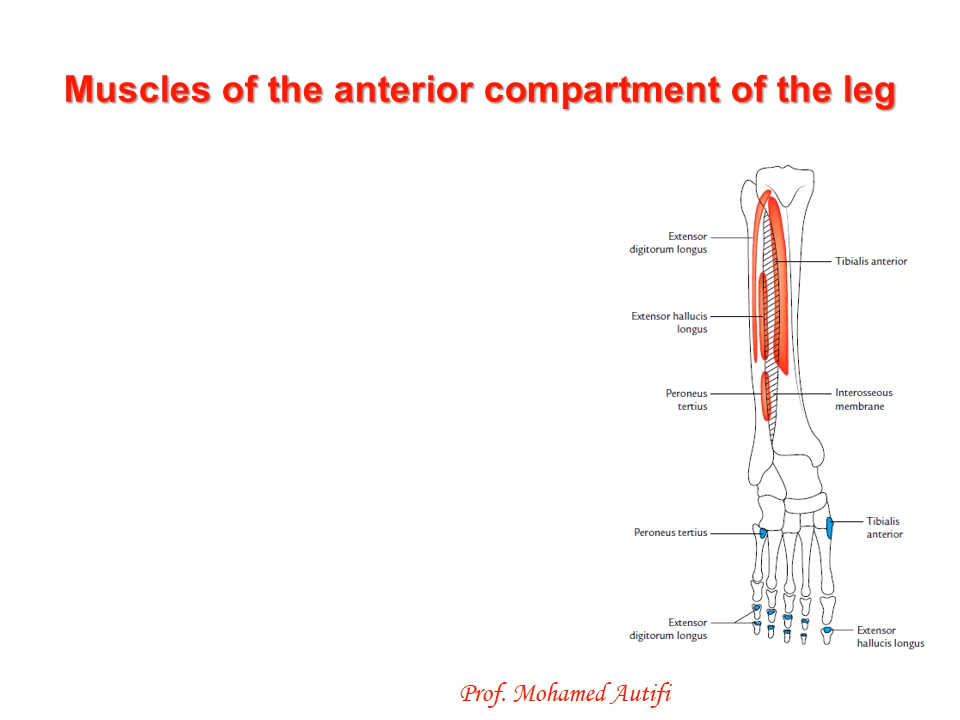 Muscles of the anterior compartment of the leg
Extensor
digitorum longus
Tibialis anterior
Extensor hallucis
longus
Peroneus
tertius
Interosseous
membrane
Peroneus tertius
Tibialis
anterior
Extensor
digitorum longus
Extensor
hallucis longus
Prof. Mohamed Autifi